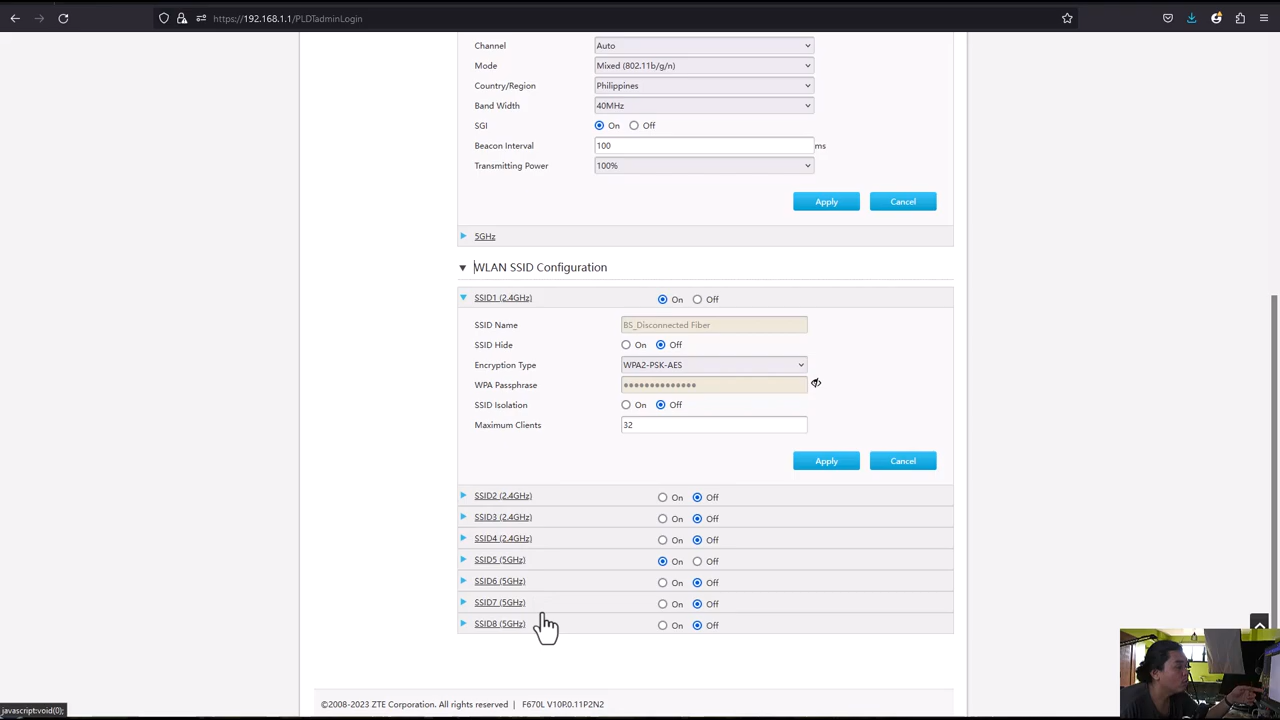 https://192.168.1.1/PLDTadminLogin
Channel Auto
Mode Mixed (802.11b/g/n)
Country/Region Philippines
Band Width 40MHz
SGI On Off
Beacon Interval 100 ms
Transmitting Power 100%
Apply Cancel
5GHz
WLAN SSID Configuration
SSID1 (2.4GHz) On Off
SSID Name BS_Disconnected Fiber
SSID Hide On Off
Encryption Type WPA2-PSK-AES
WPA Passphrase ••••••••••••••
SSID Isolation On Off
Maximum Clients 32
Apply Cancel
SSID2 (2.4GHz) On Off
SSID3 (2.4GHz) On Off
SSID4 (2.4GHz) On Off
SSID5 (5GHz) On Off
SSID6 (5GHz) On Off
SSID7 (5GHz) On Off
SSID8 (5GHz) On Off
©2008-2023 ZTE Corporation. All rights reserved | F670L V10R0.11P2N2
javascript:void(0);